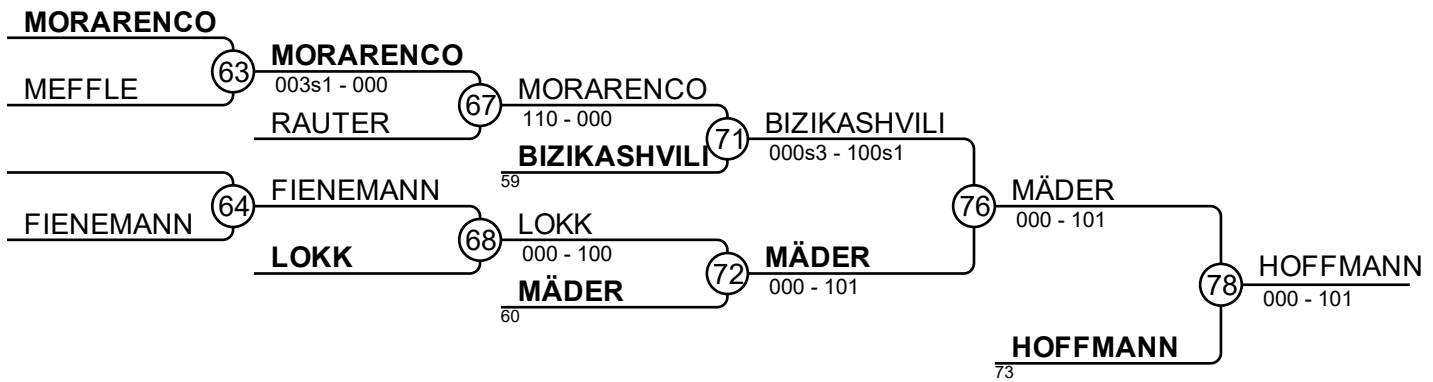 MORARENCO
63
MEFFLE
MORARENCO
003s1 - 000
67
RAUTER
MORARENCO
110 - 000
71
BIZIKASHVILI
59
BIZIKASHVILI
000s3 - 100s1
64
FIENEMANN
FIENEMANN
68
LOKK
LOKK
000 - 100
72
MÄDER
60
MÄDER
000 - 101
76
MÄDER
000 - 101
78
HOFFMANN
73
HOFFMANN
000 - 101